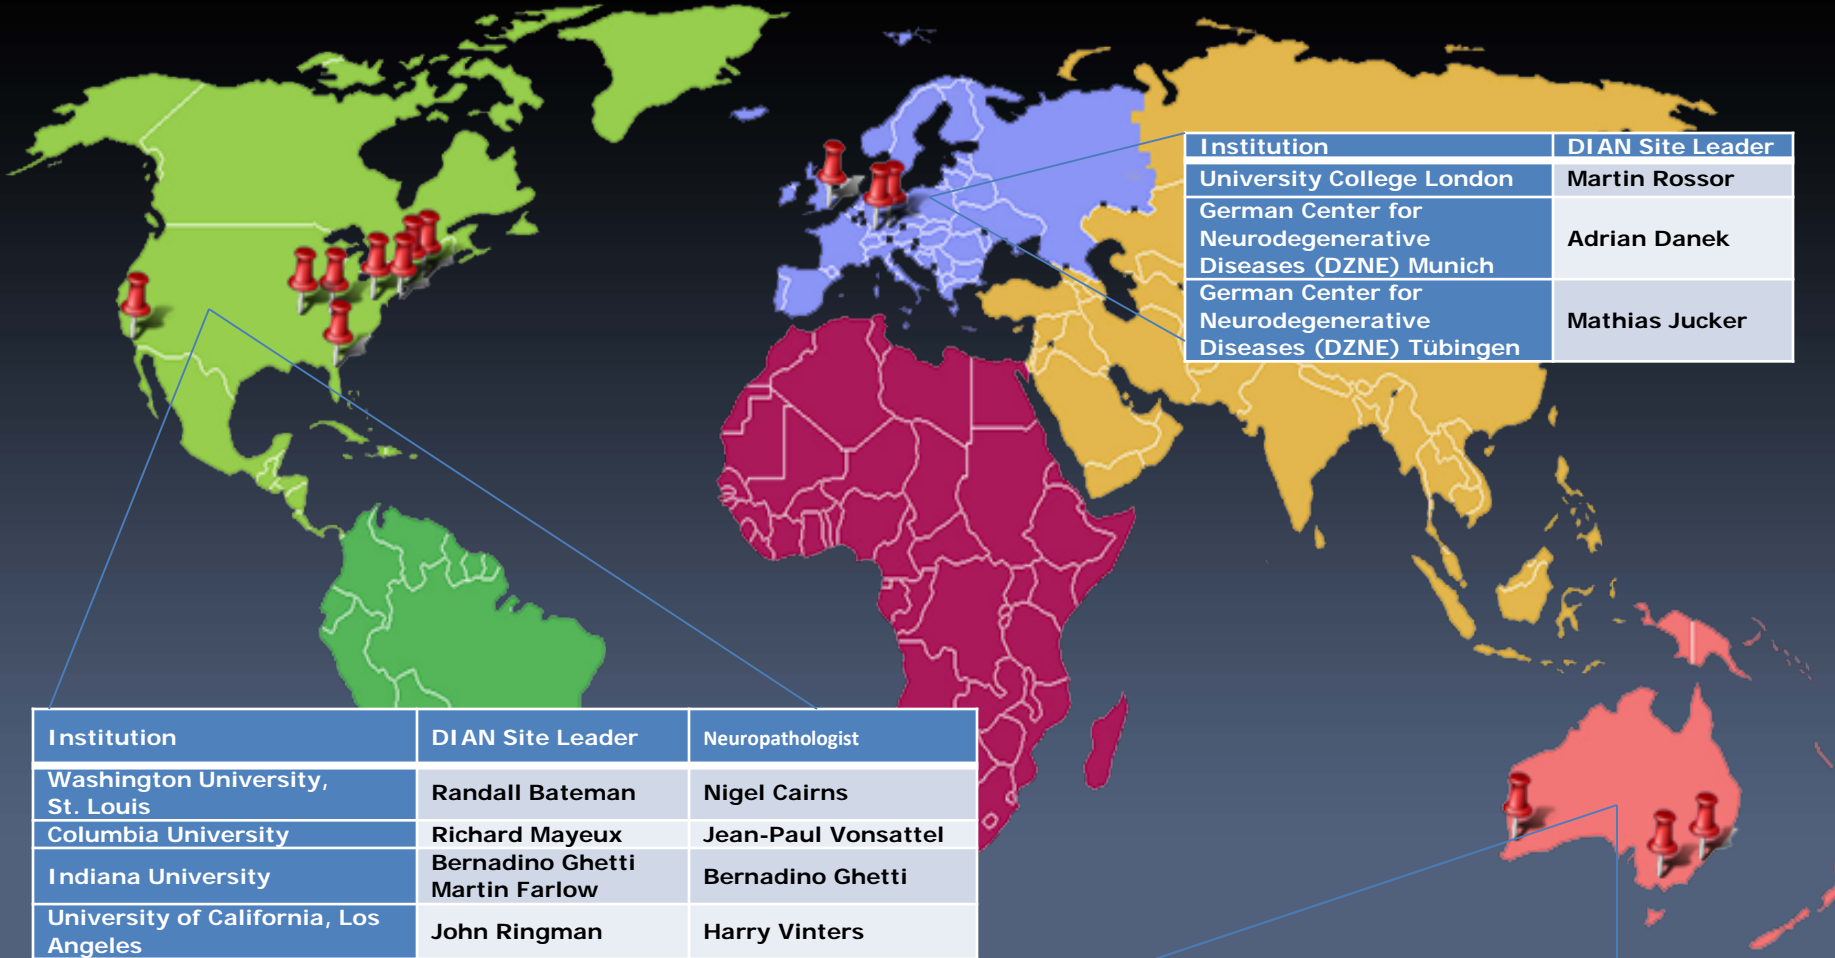 Institution DIAN Site Leader
University College London Martin Rossor
German Center for
Neurodegenerative Adrian Danek
Diseases (DZNE) Munich
German Center for
Neurodegenerative Mathias Jucker
Diseases (DZNE) Tübingen
Institution DIAN Site Leader Neuropathologist
Washington University,
St. Louis Randall Bateman Nigel Cairns
Columbia University Richard Mayeux Jean-Paul Vonsattel
Indiana University Bernadino Ghetti
Martin Farlow Bernadino Ghetti
University of California, Los
Angeles John Ringman Harry Vinters